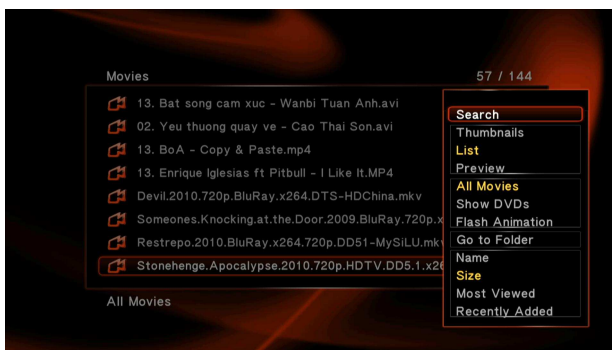 Movies
57 / 144
13. Bat song cam xuc - Wanbi Tuan Anh.avi
02. Yeu thuong quay ve - Cao Thai Son.avi
13. BoA - Copy & Paste.mp4
13. Enrique Iglesias ft Pitbull - I Like It.MP4
Devil.2010.720p.BluRay.x264.DTS-HDChina.mkv
Someones.Knocking.at.the.Door.2009.BluRay.720p.x
Restrepo.2010.BluRay.x264.720p.DD51-MySiLU.mkv
Stonehenge.Apocalypse.2010.720p.HDTV.DD5.1.x26
All Movies
Search
Thumbnails
List
Preview
All Movies
Show DVDs
Flash Animation
Go to Folder
Name
Size
Most Viewed
Recently Added